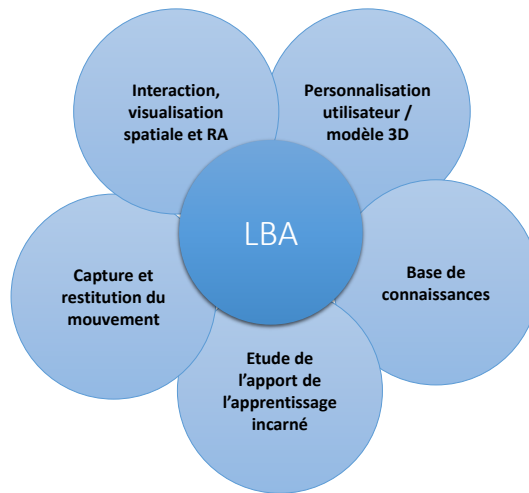 Interaction,
visualisation
spatiale et RA
Personnalisation
utilisateur /
modèle 3D
LBA
Capture et
restitution du
mouvement
Base de
connaissances
Etude de
l'apport de
l'apprentissage
incarné